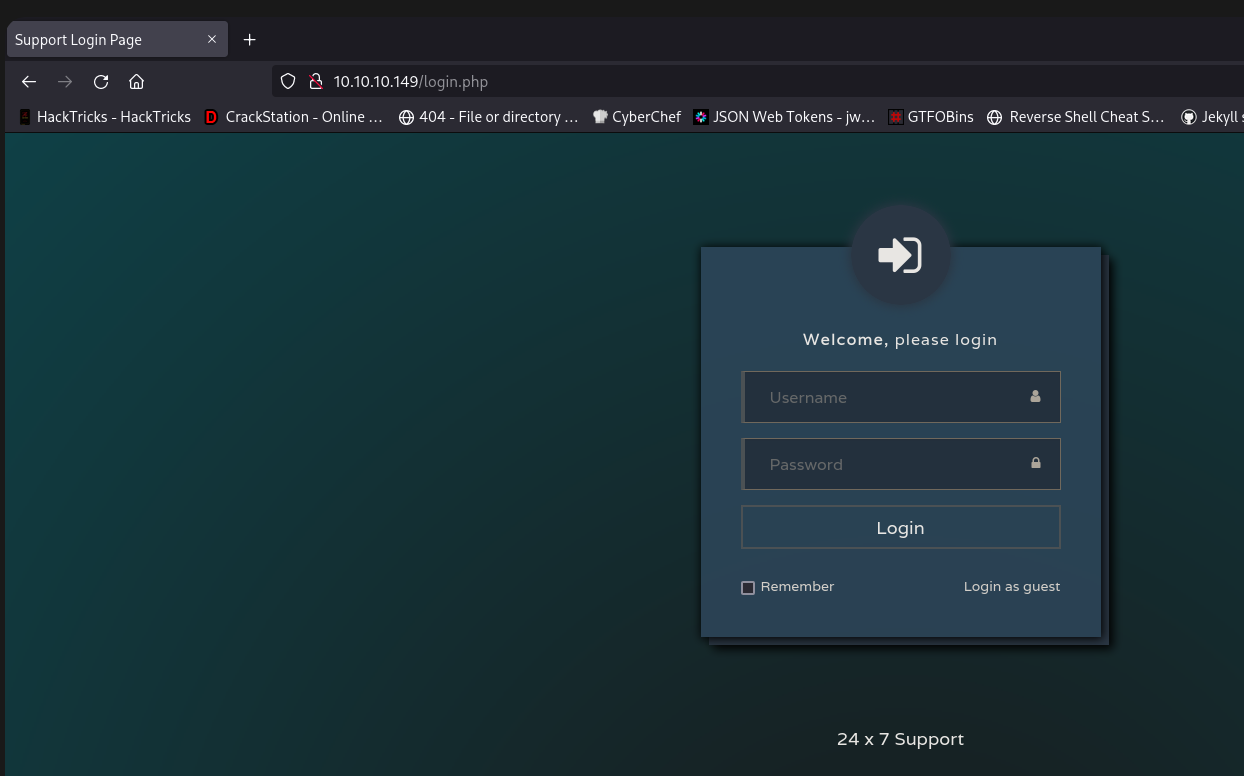 Support Login Page
10.10.10.149/login.php
HackTricks - HackTricks CrackStation - Online ... 404 - File or directory ... CyberChef JSON Web Tokens - jw... GTFOBins Reverse Shell Cheat S... Jekyll s
Welcome, please login
Username
Password
Login
Remember Login as guest
24 x 7 Support